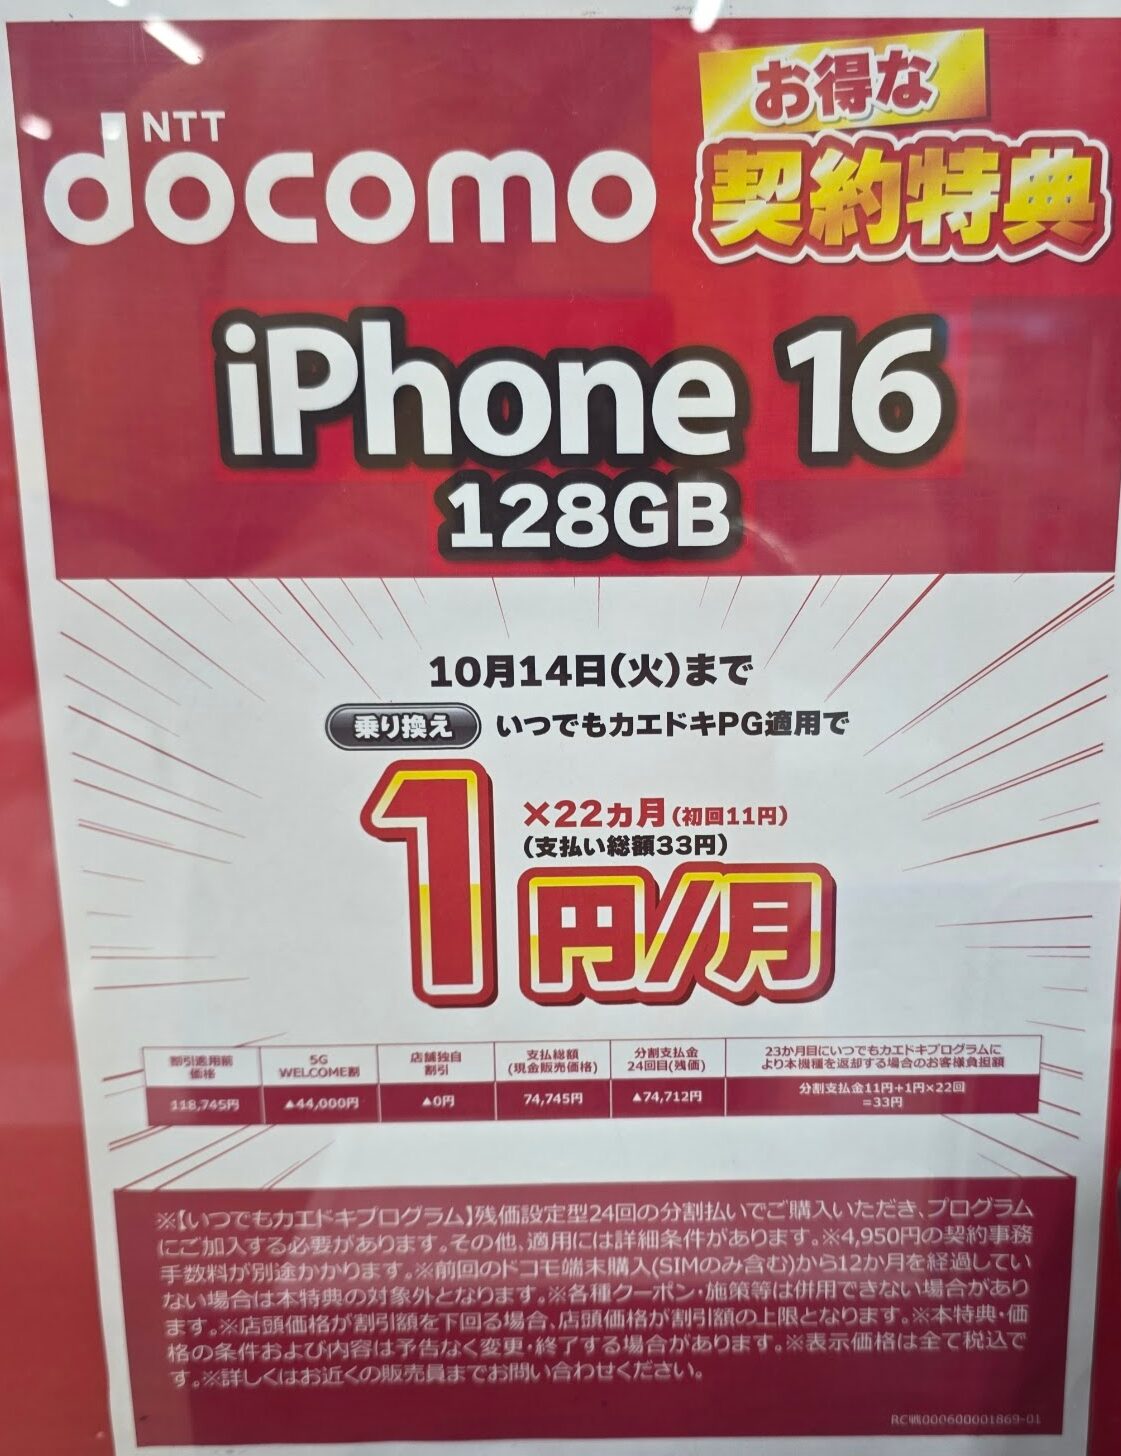 お得な
契約特典
NTT
docomo
iPhone 16
128GB
10月14日(火)まで
乗り換え いつでもカエドキPG適用で
1円/月
×22カ月(初回11円)
(支払い総額33円)
割引適用前価格 5G WELCOME割 店舗独自割引 支払総額(現金販売価格) 分割支払金24回目(残価) 23か月目にいつでもカエドキプログラムにより本機種を返却する場合のお客様負担額
118,745円 ▲44,000円 ▲0円 74,745円 ▲74,712円 分割支払金11円+1円×22回=33円
※【いつでもカエドキプログラム】残価設定型24回の分割払いでご購入いただき、プログラム
にご加入する必要があります。その他、適用には詳細条件があります。※4,950円の契約事務
手数料が別途かかります。※前回のドコモ端末購入(SIMのみ含む)から12か月を経過してい
ない場合は本特典の対象外となります。※各種クーポン・施策等は併用できない場合があり
ます。※店頭価格が割引額を下回る場合、店頭価格が割引額の上限となります。※本特典・価
格の条件および内容は予告なく変更・終了する場合があります。※表示価格は全て税込で
す。※詳しくはお近くの販売員までお問い合わせください。
RC戦000600001869-01